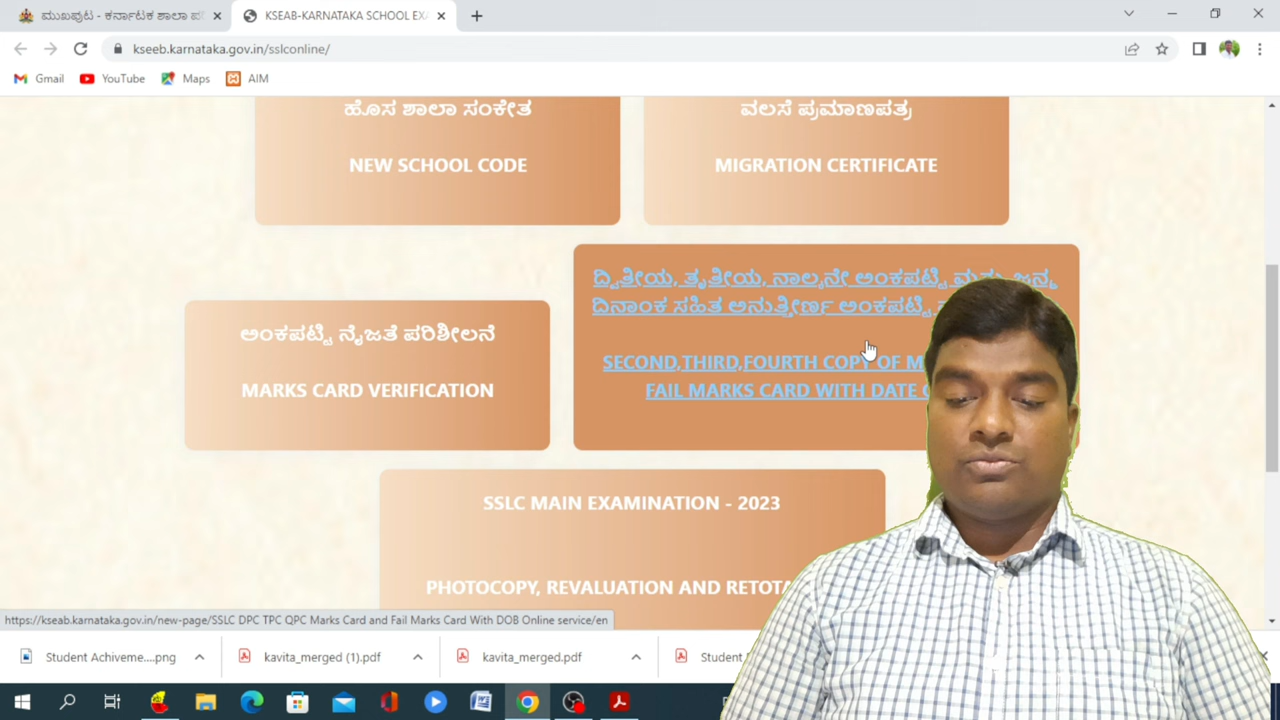 ಮುಖಪುಟ - ಕರ್ನಾಟಕ ಶಾಲಾ ಪರ
KSEAB-KARNATAKA SCHOOL EXA
kseeb.karnataka.gov.in/sslconline/
Gmail
YouTube
Maps
AIM
ಹೊಸ ಶಾಲಾ ಸಂಕೇತ
NEW SCHOOL CODE
ವಲಸೆ ಪ್ರಮಾಣಪತ್ರ
MIGRATION CERTIFICATE
ಅಂಕಪಟ್ಟಿ ನೈಜತೆ ಪರಿಶೀಲನೆ
MARKS CARD VERIFICATION
ದ್ವಿತೀಯ, ತೃತೀಯ, ನಾಲ್ಕನೇ ಅಂಕಪಟ್ಟಿ ಮತ್ತು ಜನ್ಮ
ದಿನಾಂಕ ಸಹಿತ ಅನುತ್ತೀರ್ಣ ಅಂಕಪಟ್ಟಿ
SECOND,THIRD,FOURTH COPY OF M
FAIL MARKS CARD WITH DATE
SSLC MAIN EXAMINATION - 2023
PHOTOCOPY, REVALUATION AND RETOTA
https://kseab.karnataka.gov.in/new-page/SSLC DPC TPC QPC Marks Card and Fail Marks Card With DOB Online service/en
Student Achiveme....png
kavita_merged (1).pdf
kavita_merged.pdf
Student